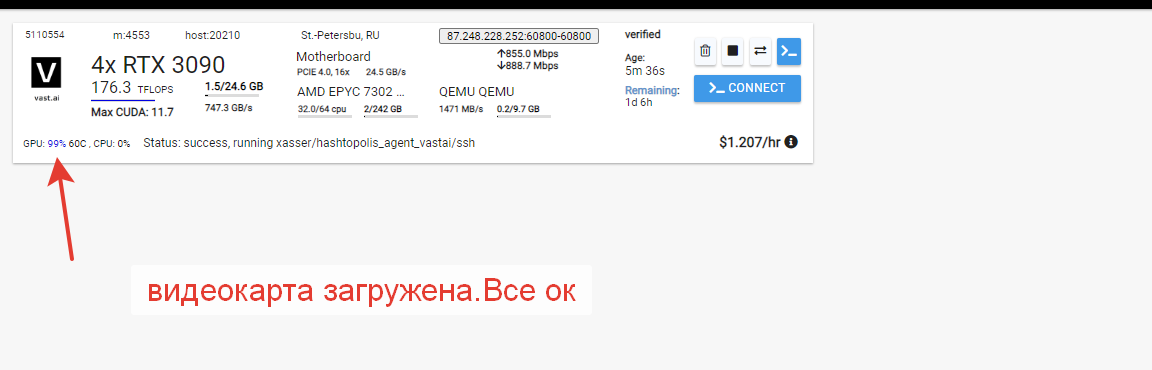 5110554 m:4553 host:20210 St.-Petersbu, RU 87.248.228.252:60800-60800 verified
4x RTX 3090 Motherboard ↑855.0 Mbps Age:
176.3 TFLOPS 1.5/24.6 GB PCIE 4.0, 16x 24.5 GB/s ↓888.7 Mbps 5m 36s
vast.ai AMD EPYC 7302 ... QEMU QEMU Remaining: CONNECT
Max CUDA: 11.7 747.3 GB/s 32.0/64 cpu 2/242 GB 1471 MB/s 0.2/9.7 GB 1d 6h
GPU: 99% 60C , CPU: 0% Status: success, running xasser/hashtopolis_agent_vastai/ssh $1.207/hr
видеокарта загружена.Все ок